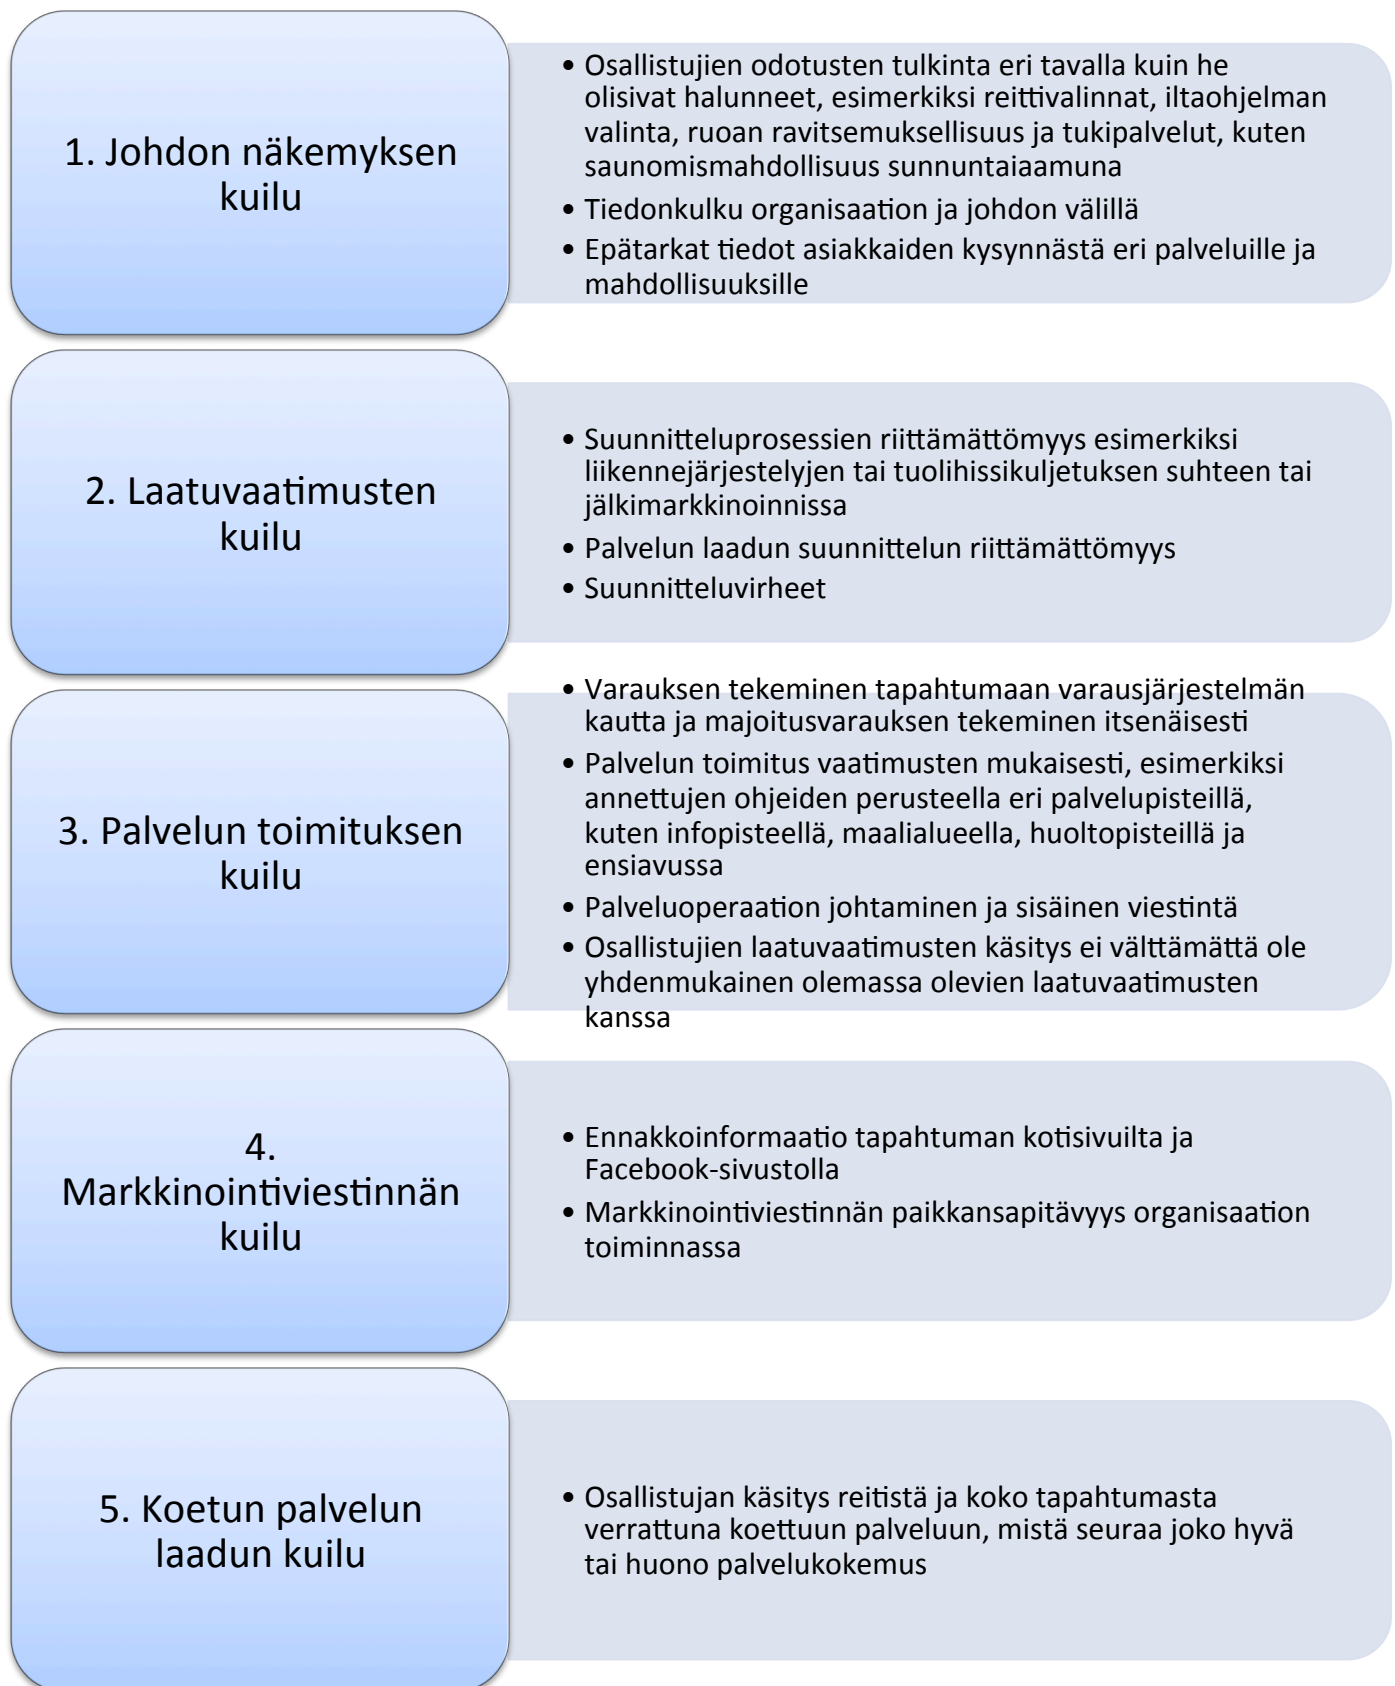 1. Johdon näkemyksen
kuilu
• Osallistujien odotusten tulkinta eri tavalla kuin he
olisivat halunneet, esimerkiksi reittivalinnat, iltaohjelman
valinta, ruoan ravitsemuksellisuus ja tukipalvelut, kuten
saunomismahdollisuus sunnuntaiaamuna
• Tiedonkulku organisaation ja johdon välillä
• Epätarkat tiedot asiakkaiden kysynnästä eri palveluille ja
mahdollisuuksille
2. Laatuvaatimusten
kuilu
• Suunnitteluprosessien riittämättömyys esimerkiksi
liikennejärjestelyjen tai tuolihissikuljetuksen suhteen tai
jälkimarkkinoinnissa
• Palvelun laadun suunnittelun riittämättömyys
• Suunnitteluvirheet
3. Palvelun toimituksen
kuilu
• Varauksen tekeminen tapahtumaan varausjärjestelmän
kautta ja majoitusvarauksen tekeminen itsenäisesti
• Palvelun toimitus vaatimusten mukaisesti, esimerkiksi
annettujen ohjeiden perusteella eri palvelupisteillä,
kuten infopisteellä, maalialueella, huoltopisteillä ja
ensiavussa
• Palveluoperaation johtaminen ja sisäinen viestintä
• Osallistujien laatuvaatimusten käsitys ei välttämättä ole
yhdenmukainen olemassa olevien laatuvaatimusten
kanssa
4.
Markkinointiviestinnän
kuilu
• Ennakkoinformaatio tapahtuman kotisivuilta ja
Facebook-sivustolla
• Markkinointiviestinnän paikkansapitävyys organisaation
toiminnassa
5. Koetun palvelun
laadun kuilu
• Osallistujan käsitys reitistä ja koko tapahtumasta
verrattuna koettuun palveluun, mistä seuraa joko hyvä
tai huono palvelukokemus